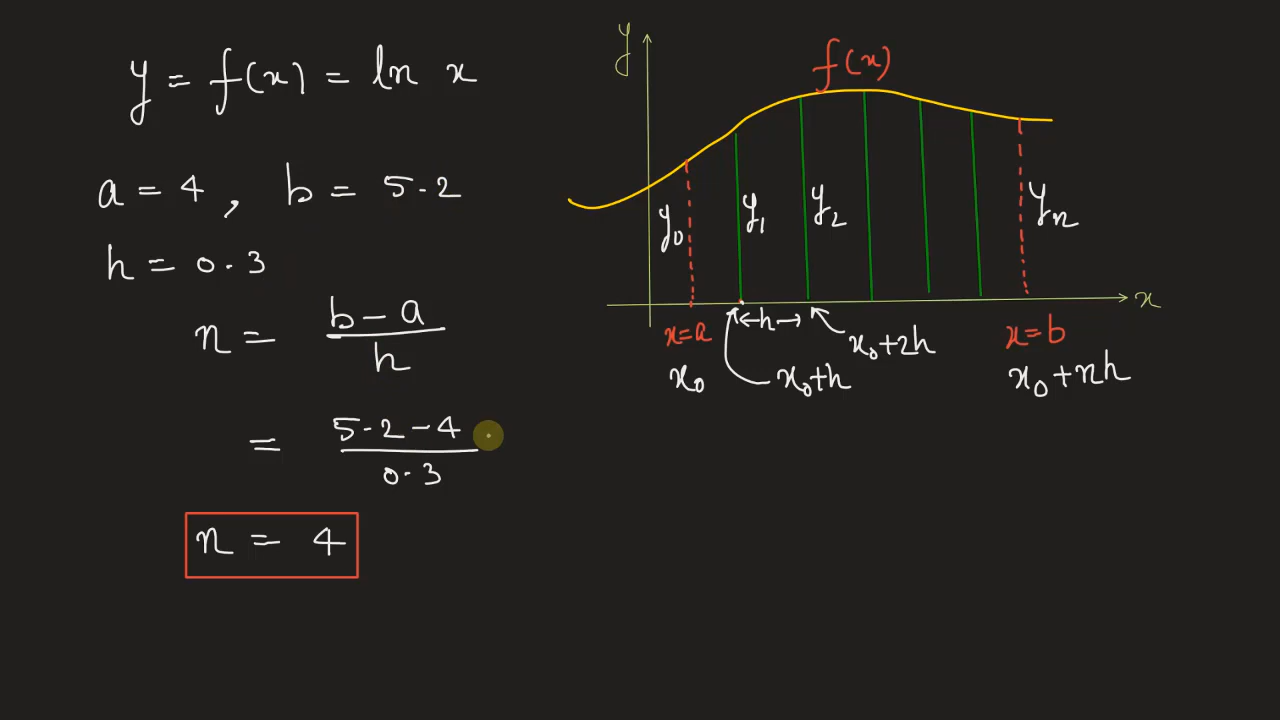 y = f(x) = ln x
a = 4 , b = 5.2
h = 0.3
n = b - a / h
= 5.2 - 4 / 0.3
n = 4
y
f(x)
y₀ y₁ y₂ yₙ
x
x=a ←h→ x₀+2h x=b
x₀ x₀+h x₀+nh